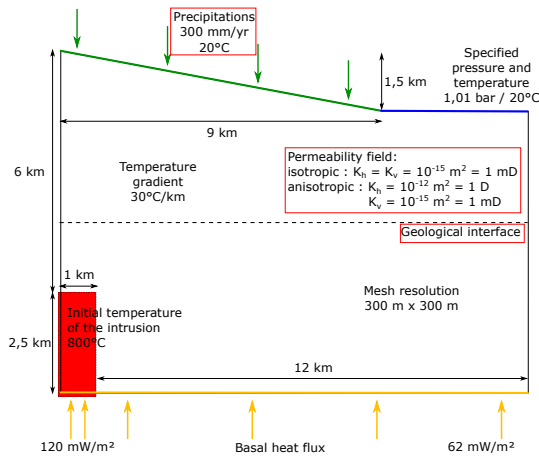 Precipitations
300 mm/yr
20°C
Specified
pressure and
temperature
1,01 bar / 20°C
1,5 km
9 km
6 km
Temperature
gradient
30°C/km
Permeability field:
isotropic : Kh = Kv = 10-15 m2 = 1 mD
anisotropic : Kh = 10-12 m2 = 1 D
Kv = 10-15 m2 = 1 mD
Geological interface
1 km
Mesh resolution
300 m x 300 m
Initial temperature
of the intrusion
800°C
2,5 km
12 km
120 mW/m²
Basal heat flux
62 mW/m²